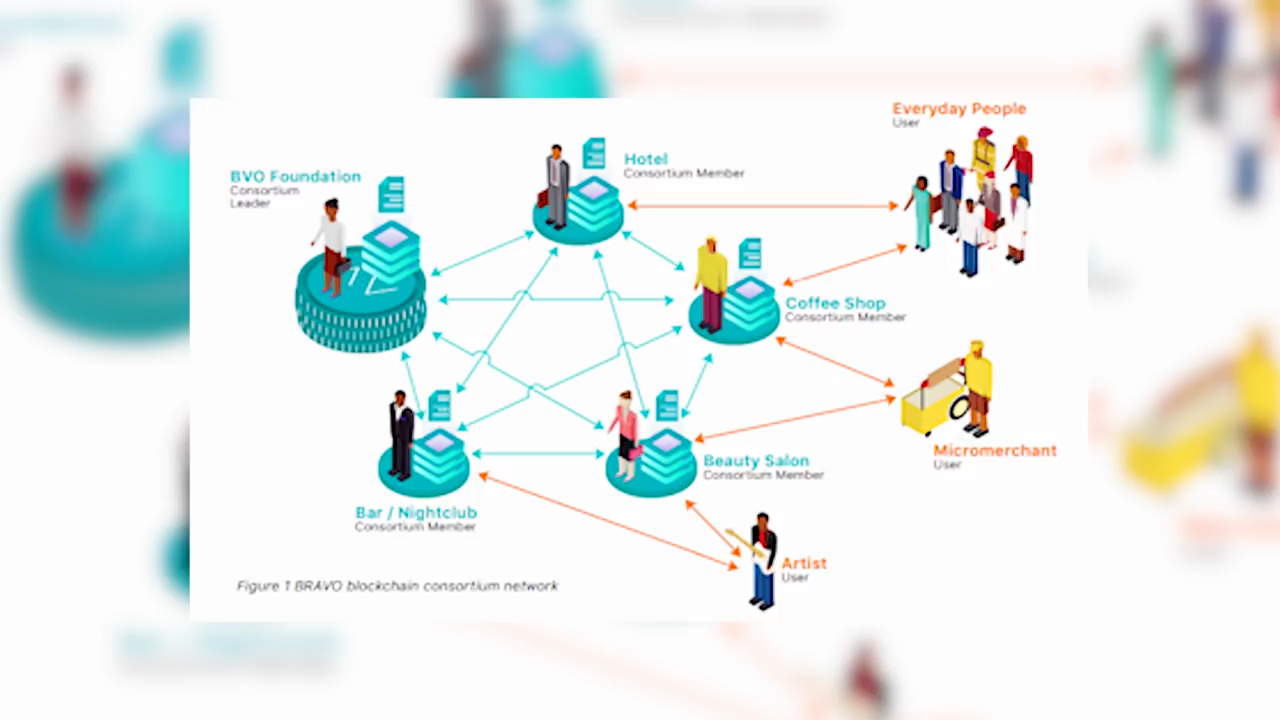 Everyday People
User
Hotel
Consortium Member
BVO Foundation
Consortium
Leader
Coffee Shop
Consortium Member
Micromerchant
User
Beauty Salon
Consortium Member
Bar / Nightclub
Consortium Member
Artist
User
Figure 1 BRAVO blockchain consortium network